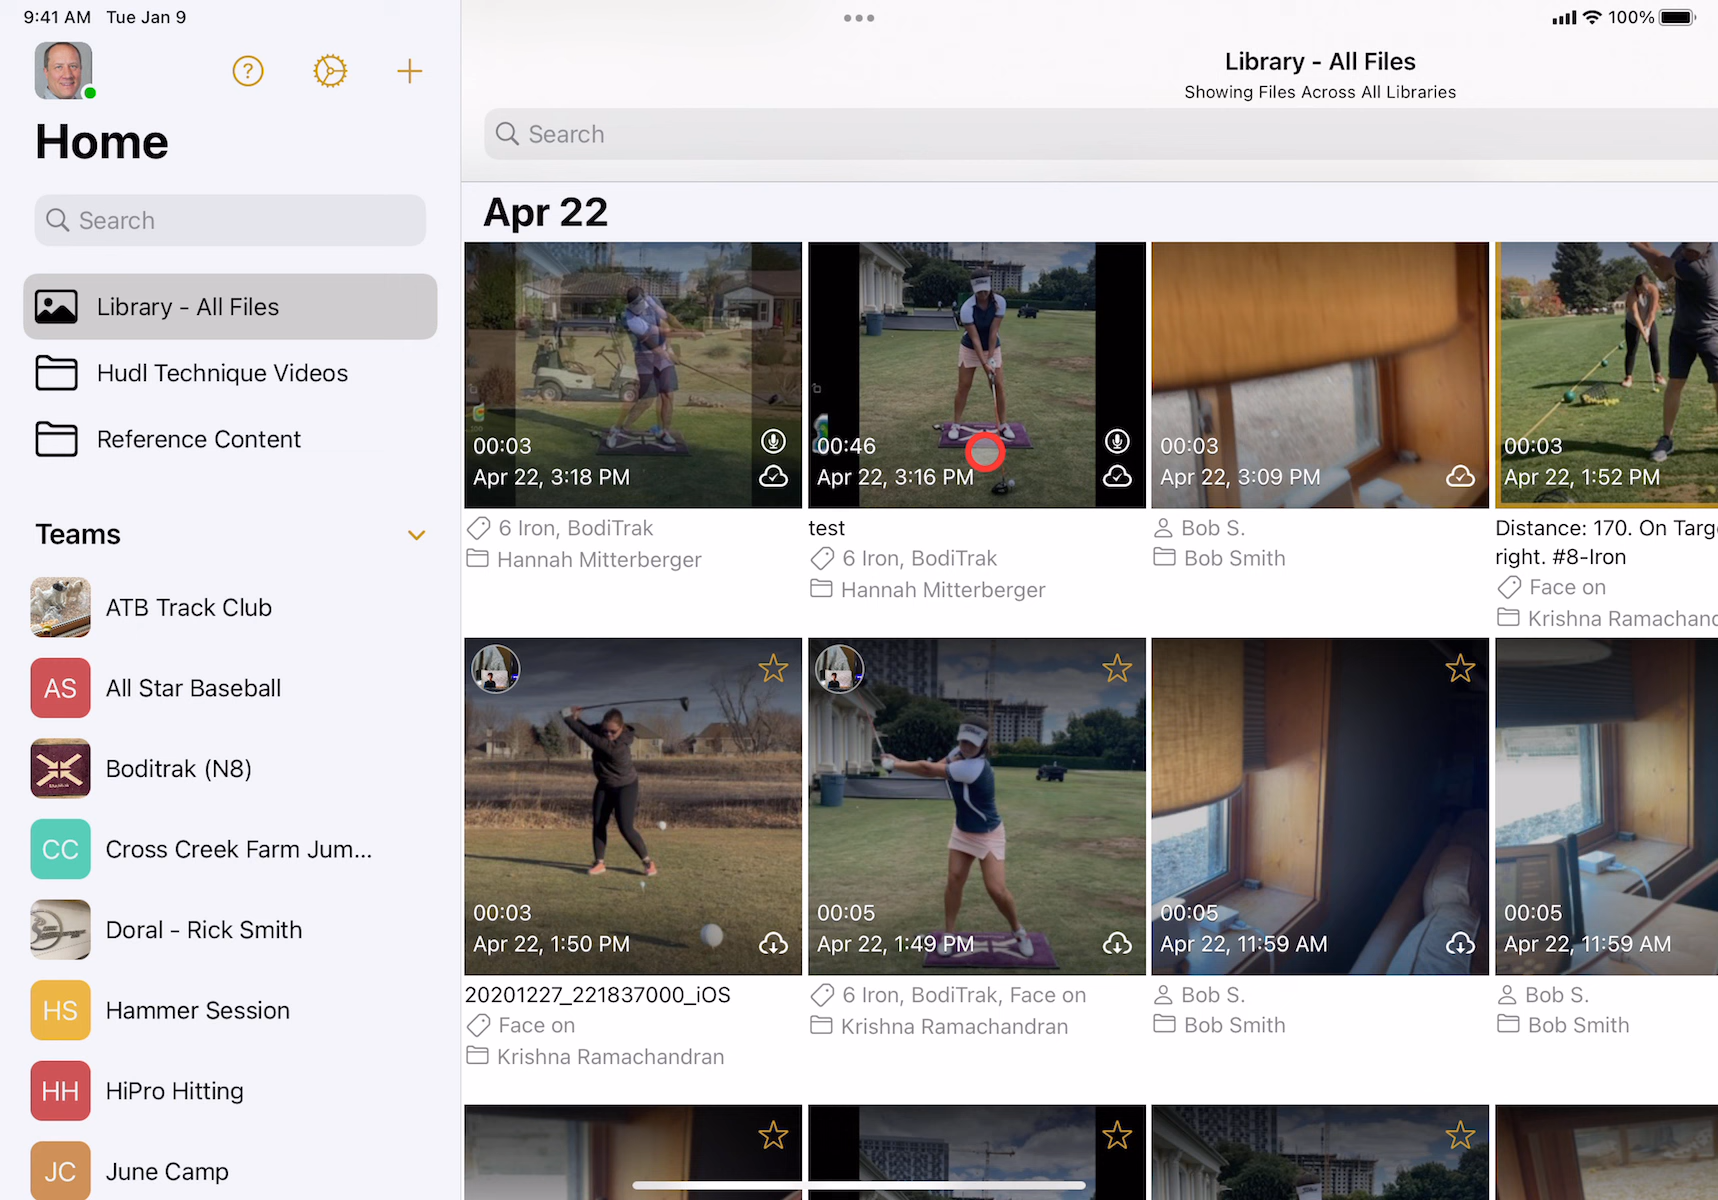 9:41 AM Tue Jan 9
100%
Home
Search
Library - All Files
Hudl Technique Videos
Reference Content
Teams
ATB Track Club
AS All Star Baseball
Boditrak (N8)
CC Cross Creek Farm Jum...
Doral - Rick Smith
HS Hammer Session
HH HiPro Hitting
JC June Camp
Library - All Files
Showing Files Across All Libraries
Search
Apr 22
00:03
Apr 22, 3:18 PM
6 Iron, BodiTrak
Hannah Mitterberger
00:46
Apr 22, 3:16 PM
test
6 Iron, BodiTrak
Hannah Mitterberger
00:03
Apr 22, 3:09 PM
Bob S.
Bob Smith
00:03
Apr 22, 1:52 PM
Distance: 170. On Targe
right. #8-Iron
Face on
Krishna Ramachand
00:03
Apr 22, 1:50 PM
20201227_221837000_iOS
Face on
Krishna Ramachandran
00:05
Apr 22, 1:49 PM
6 Iron, BodiTrak, Face on
Krishna Ramachandran
00:05
Apr 22, 11:59 AM
Bob S.
Bob Smith
00:05
Apr 22, 11:59 AM
Bob S.
Bob Smith